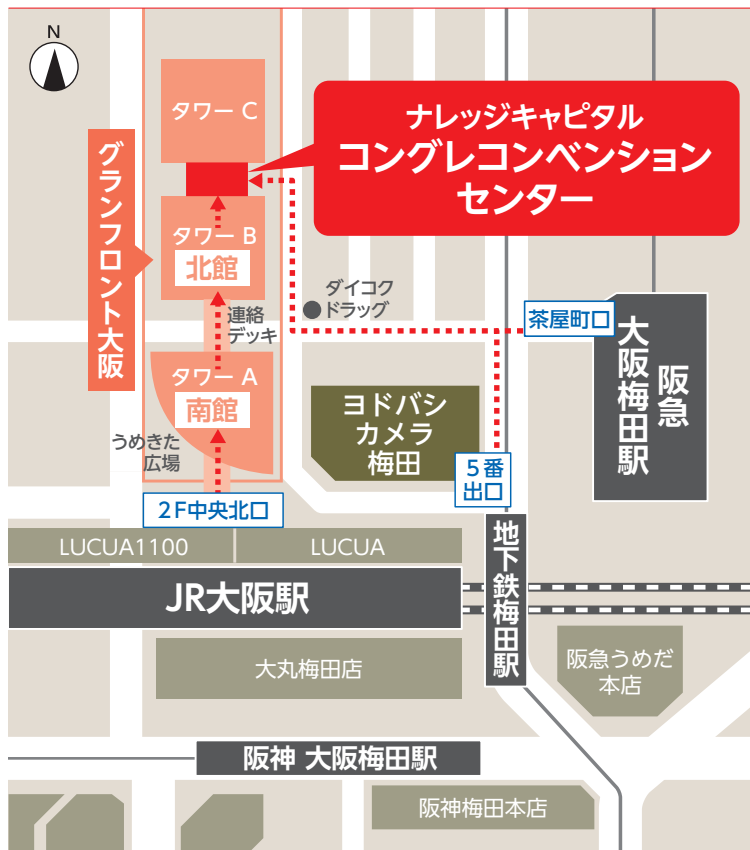 N
タワー C
ナレッジキャピタル
コングレコンベンション
センター
グランフロント大阪
タワー B
北館
連絡
デッキ
ダイコク
ドラッグ
茶屋町口
阪急
大阪梅田駅
タワー A
南館
うめきた
広場
ヨドバシ
カメラ
梅田
5番
出口
2F中央北口
LUCUA1100
LUCUA
地下鉄梅田駅
JR大阪駅
大丸梅田店
阪急うめだ
本店
阪神 大阪梅田駅
阪神梅田本店